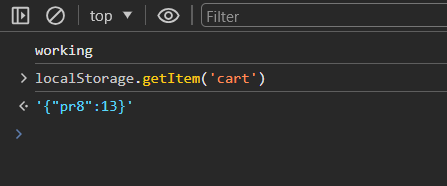 top
Filter
working
localStorage.getItem('cart')
'{"pr8":13}'